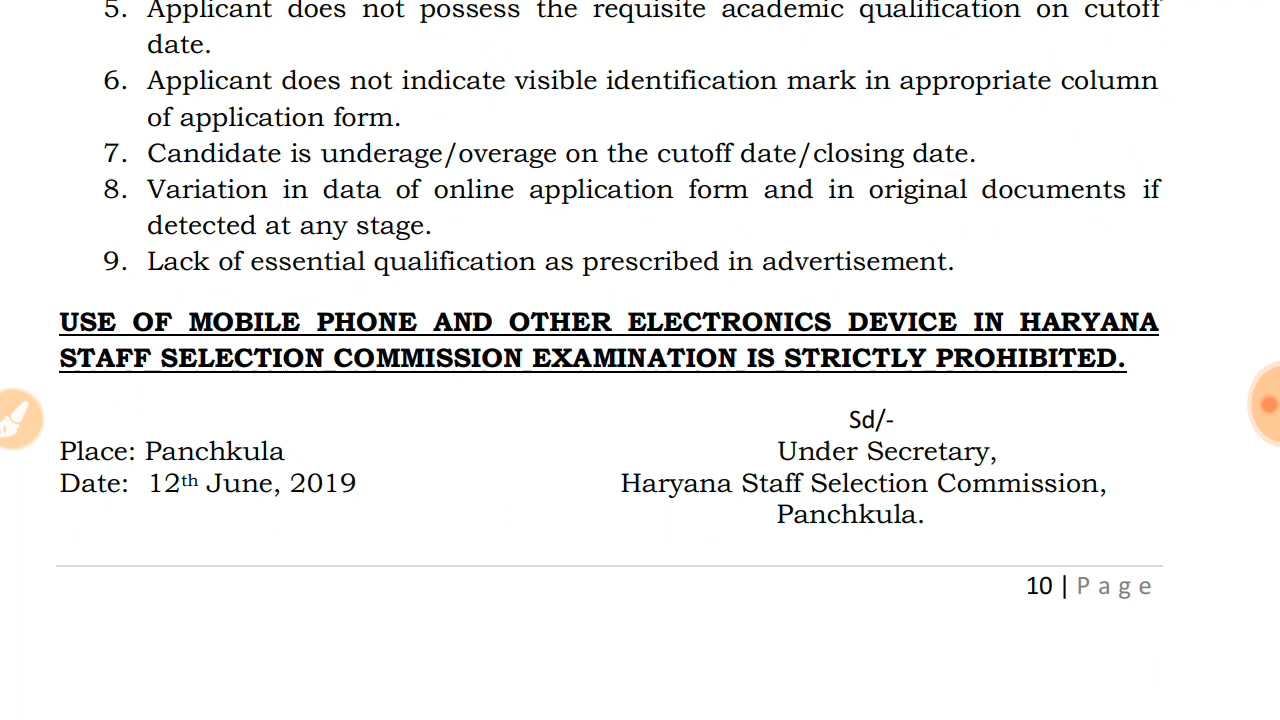 5. Applicant does not possess the requisite academic qualification on cutoff
date.
6. Applicant does not indicate visible identification mark in appropriate column
of application form.
7. Candidate is underage/overage on the cutoff date/closing date.
8. Variation in data of online application form and in original documents if
detected at any stage.
9. Lack of essential qualification as prescribed in advertisement.
USE OF MOBILE PHONE AND OTHER ELECTRONICS DEVICE IN HARYANA
STAFF SELECTION COMMISSION EXAMINATION IS STRICTLY PROHIBITED.
Sd/-
Place: Panchkula Under Secretary,
Date: 12th June, 2019 Haryana Staff Selection Commission,
Panchkula.
10 | Page